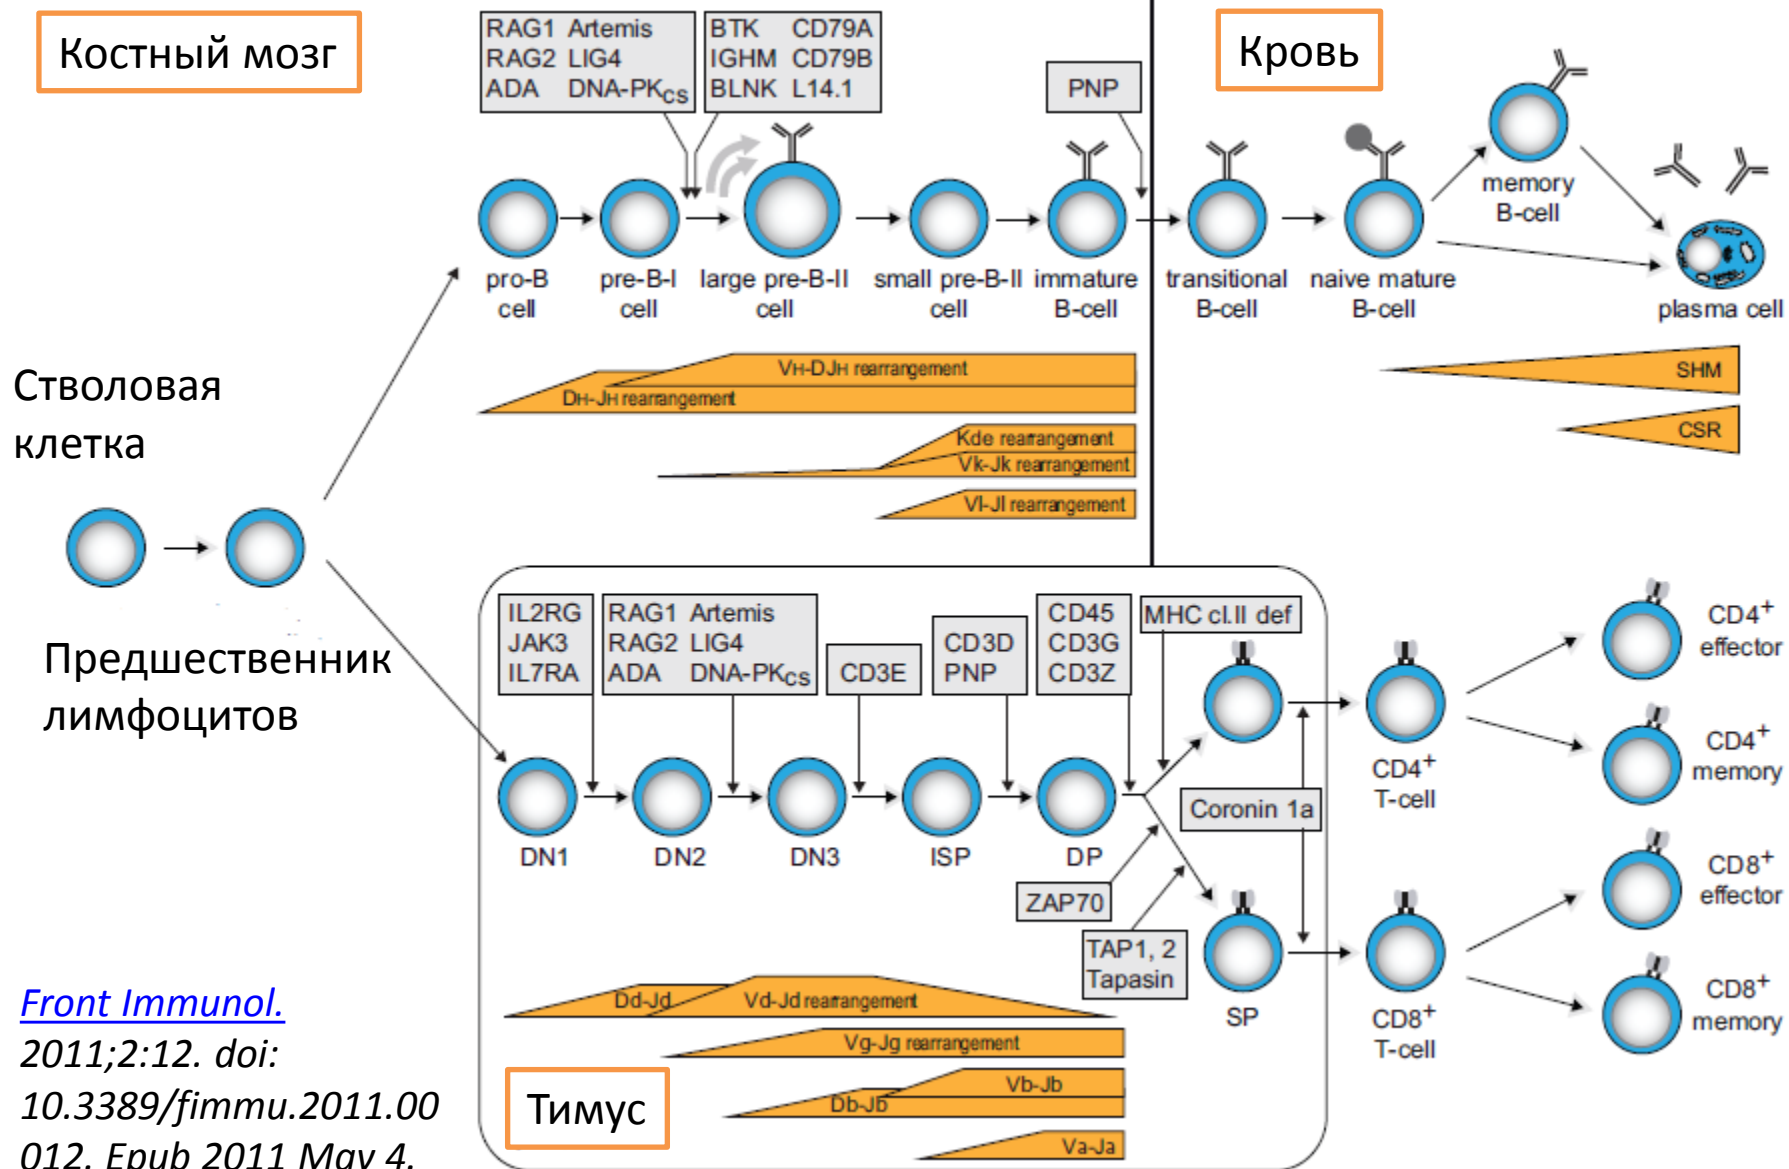 Костный мозг
RAG1 Artemis
RAG2 LIG4
ADA DNA-PKcs
BTK CD79A
IGHM CD79B
BLNK L14.1
PNP
Кровь
pro-B
cell
pre-B-I
cell
large pre-B-II
cell
small pre-B-II
cell
immature
B-cell
transitional
B-cell
naive mature
B-cell
memory
B-cell
plasma cell
VH-DJH rearrangement
DH-JH rearrangement
Kde rearrangement
Vk-Jk rearrangement
Vl-Jl rearrangement
SHM
CSR
Стволовая
клетка
Предшественник
лимфоцитов
IL2RG
JAK3
IL7RA
RAG1 Artemis
RAG2 LIG4
ADA DNA-PKcs
CD3E
CD3D
PNP
CD45
CD3G
CD3Z
MHC cl.II def
DN1
DN2
DN3
ISP
DP
ZAP70
TAP1, 2
Tapasin
Coronin 1a
SP
CD4+
T-cell
CD8+
T-cell
CD4+
effector
CD4+
memory
CD8+
effector
CD8+
memory
Dd-Jd
Vd-Jd rearrangement
Vg-Jg rearrangement
Vb-Jb
Db-Jb
Va-Ja
Тимус
Front Immunol.
2011;2:12. doi:
10.3389/fimmu.2011.00
012. Epub 2011 May 4.